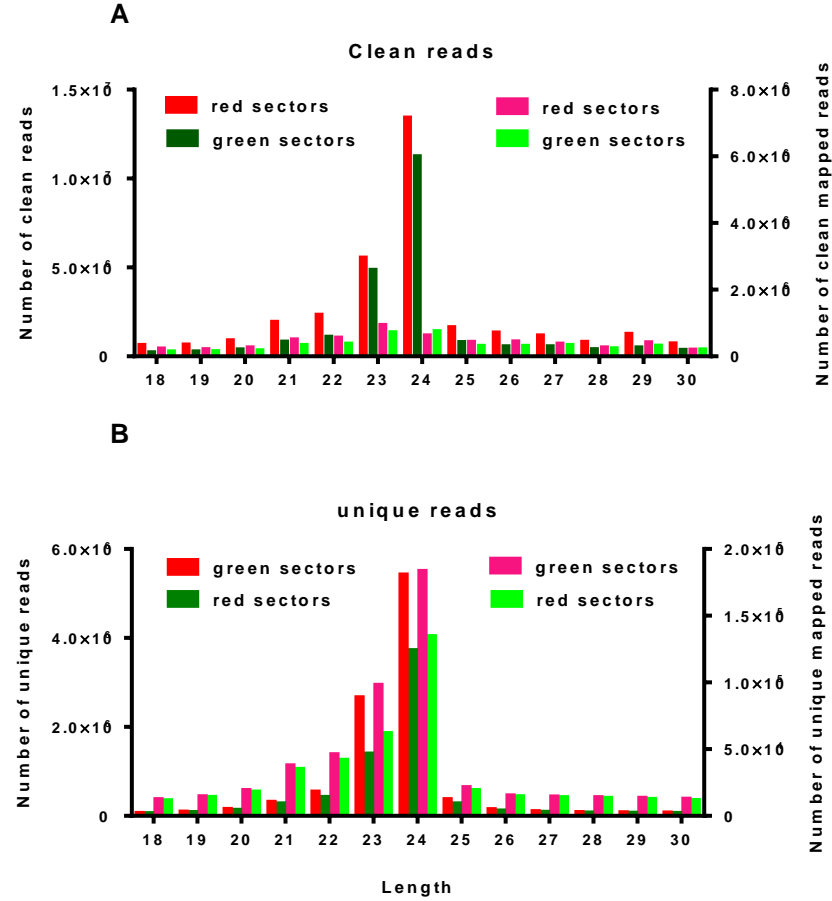 A
Clean reads
Number of clean reads
1.5×10⁷
1.0×10⁷
5.0×10⁶
0
red sectors
green sectors
red sectors
green sectors
8.0×10⁶
6.0×10⁶
4.0×10⁶
2.0×10⁶
0
Number of clean mapped reads
18 19 20 21 22 23 24 25 26 27 28 29 30
B
unique reads
Number of unique reads
6.0×10⁶
4.0×10⁶
2.0×10⁶
0
green sectors
red sectors
green sectors
red sectors
2.0×10⁵
1.5×10⁵
1.0×10⁵
5.0×10⁴
0
Number of unique mapped reads
18 19 20 21 22 23 24 25 26 27 28 29 30
Length